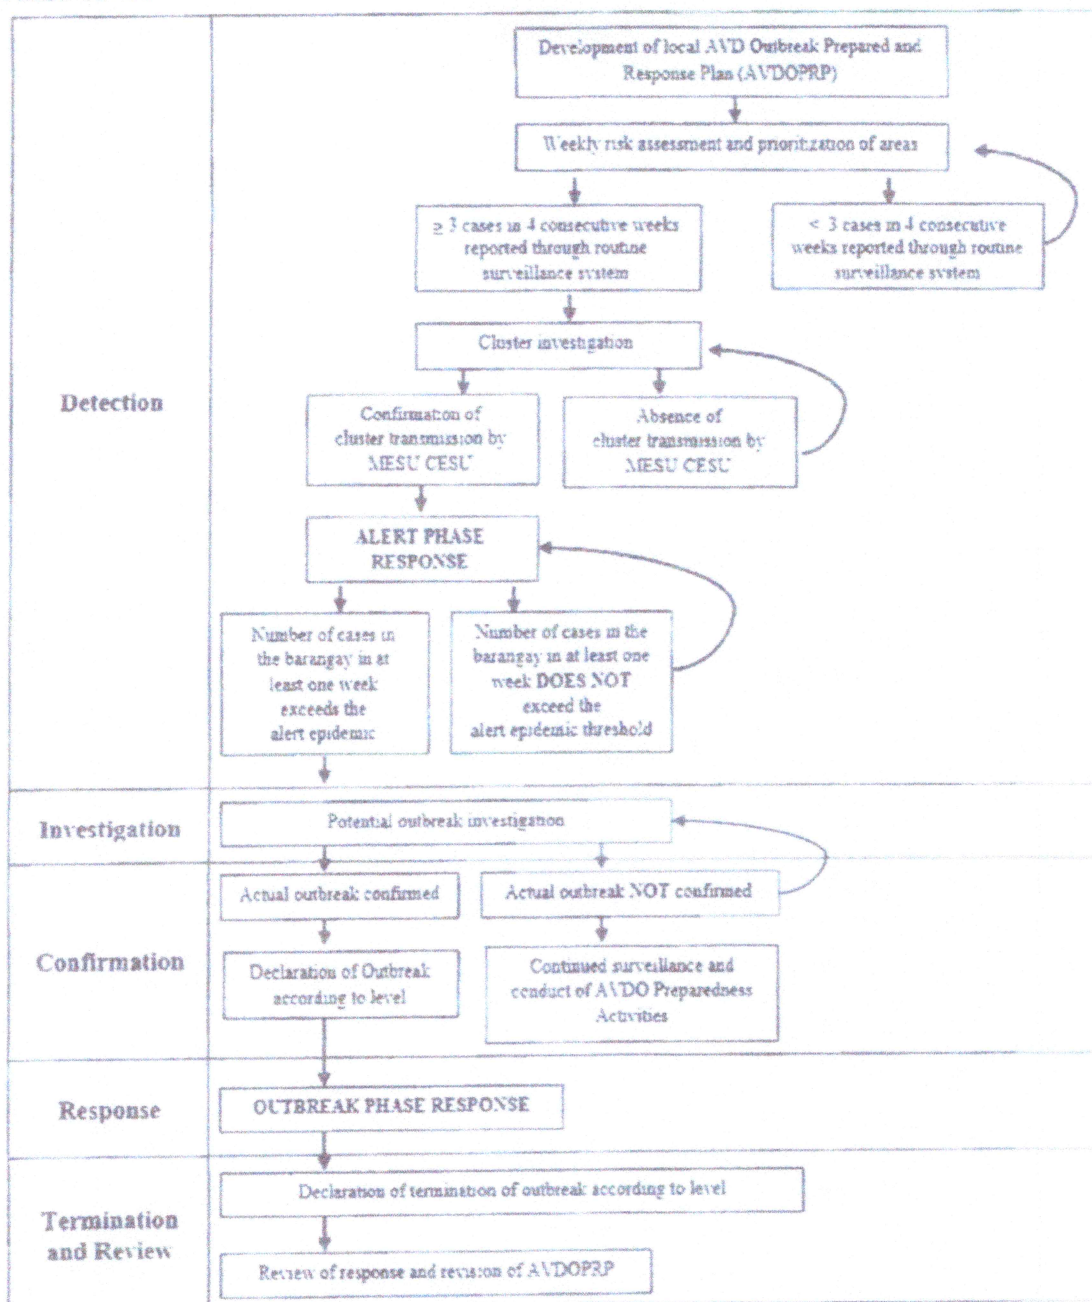 Development of local AVD Outbreak Prepared and
Response Plan (AVDOPRP)
Weekly risk assessment and prioritization of areas
≥ 3 cases in 4 consecutive weeks
reported through routine
surveillance system
< 3 cases in 4 consecutive
weeks reported through routine
surveillance system
Cluster investigation
Detection
Confirmation of
cluster transmission by
MESU CESU
Absence of
cluster transmission by
MESU CESU
ALERT PHASE
RESPONSE
Number of cases in
the barangay in at
least one week
exceeds the
alert epidemic
Number of cases in the
barangay in at least one
week DOES NOT
exceed the
alert epidemic threshold
Investigation
Potential outbreak investigation
Confirmation
Actual outbreak confirmed
Actual outbreak NOT confirmed
Declaration of Outbreak
according to level
Continued surveillance and
conduct of AVDO Preparedness
Activities
Response
OUTBREAK PHASE RESPONSE
Termination
and Review
Declaration of termination of outbreak according to level
Review of response and revision of AVDOPRP